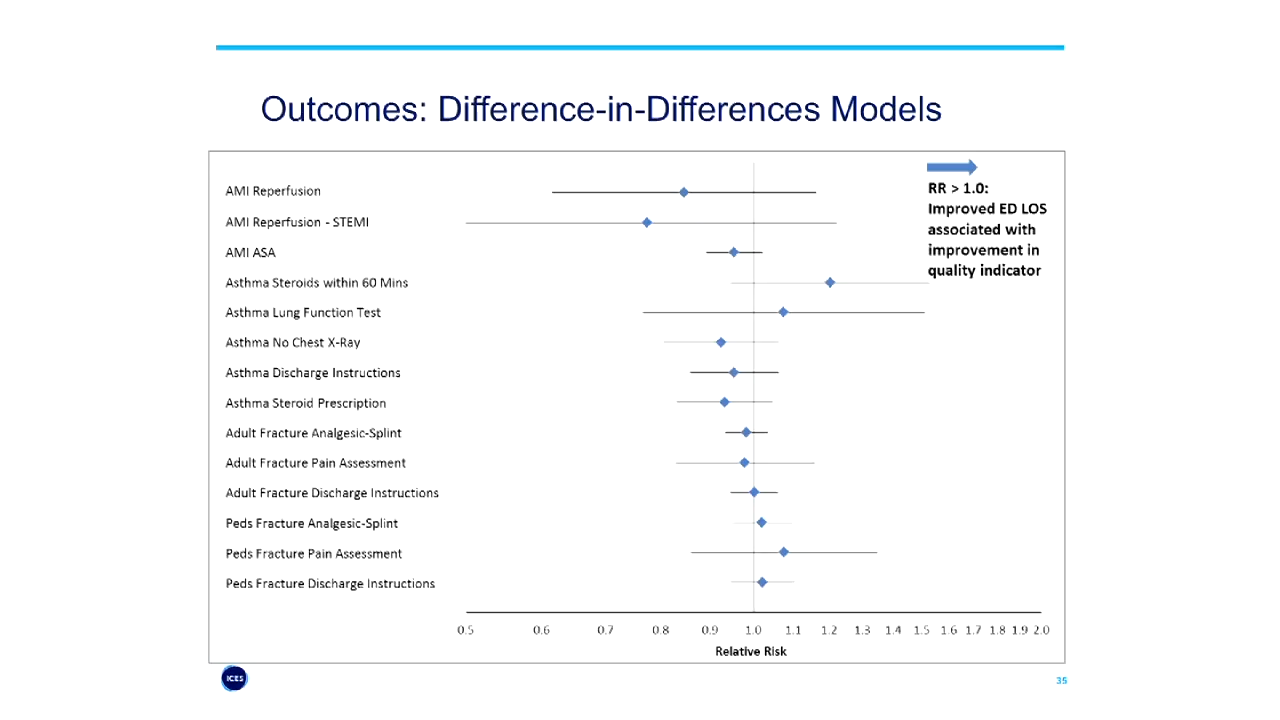 Outcomes: Difference-in-Differences Models
RR > 1.0:
Improved ED LOS
associated with
improvement in
quality indicator
AMI Reperfusion
AMI Reperfusion - STEMI
AMI ASA
Asthma Steroids within 60 Mins
Asthma Lung Function Test
Asthma No Chest X-Ray
Asthma Discharge Instructions
Asthma Steroid Prescription
Adult Fracture Analgesic-Splint
Adult Fracture Pain Assessment
Adult Fracture Discharge Instructions
Peds Fracture Analgesic-Splint
Peds Fracture Pain Assessment
Peds Fracture Discharge Instructions
0.5 0.6 0.7 0.8 0.9 1.0 1.1 1.2 1.3 1.4 1.5 1.6 1.7 1.8 1.9 2.0
Relative Risk
ICES
35